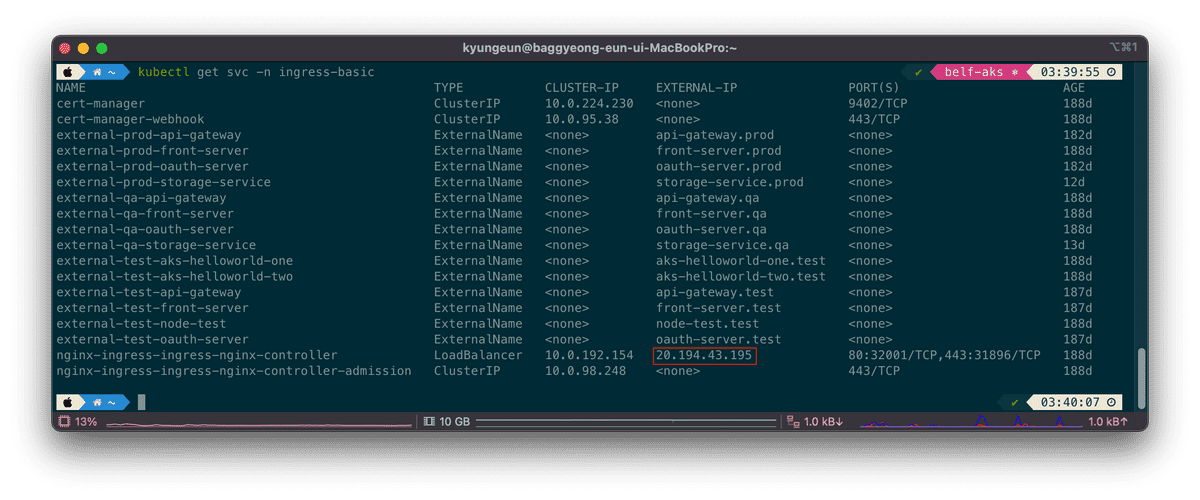 kyungeun@baggyeong-eun-ui-MacBookPro:~ ⌥⌘1
~ kubectl get svc -n ingress-basic ✔ belf-aks ⎈ 03:39:55
NAME TYPE CLUSTER-IP EXTERNAL-IP PORT(S) AGE
cert-manager ClusterIP 10.0.224.230 <none> 9402/TCP 188d
cert-manager-webhook ClusterIP 10.0.95.38 <none> 443/TCP 188d
external-prod-api-gateway ExternalName <none> api-gateway.prod <none> 182d
external-prod-front-server ExternalName <none> front-server.prod <none> 188d
external-prod-oauth-server ExternalName <none> oauth-server.prod <none> 182d
external-prod-storage-service ExternalName <none> storage-service.prod <none> 12d
external-qa-api-gateway ExternalName <none> api-gateway.qa <none> 188d
external-qa-front-server ExternalName <none> front-server.qa <none> 188d
external-qa-oauth-server ExternalName <none> oauth-server.qa <none> 188d
external-qa-storage-service ExternalName <none> storage-service.qa <none> 13d
external-test-aks-helloworld-one ExternalName <none> aks-helloworld-one.test <none> 188d
external-test-aks-helloworld-two ExternalName <none> aks-helloworld-two.test <none> 188d
external-test-api-gateway ExternalName <none> api-gateway.test <none> 187d
external-test-front-server ExternalName <none> front-server.test <none> 187d
external-test-node-test ExternalName <none> node-test.test <none> 188d
external-test-oauth-server ExternalName <none> oauth-server.test <none> 187d
nginx-ingress-ingress-nginx-controller LoadBalancer 10.0.192.154 20.194.43.195 80:32001/TCP,443:31896/TCP 188d
nginx-ingress-ingress-nginx-controller-admission ClusterIP 10.0.98.248 <none> 443/TCP 188d
~ ✔ 03:40:07
13% 10 GB 1.0 kB↓ 1.0 kB↑